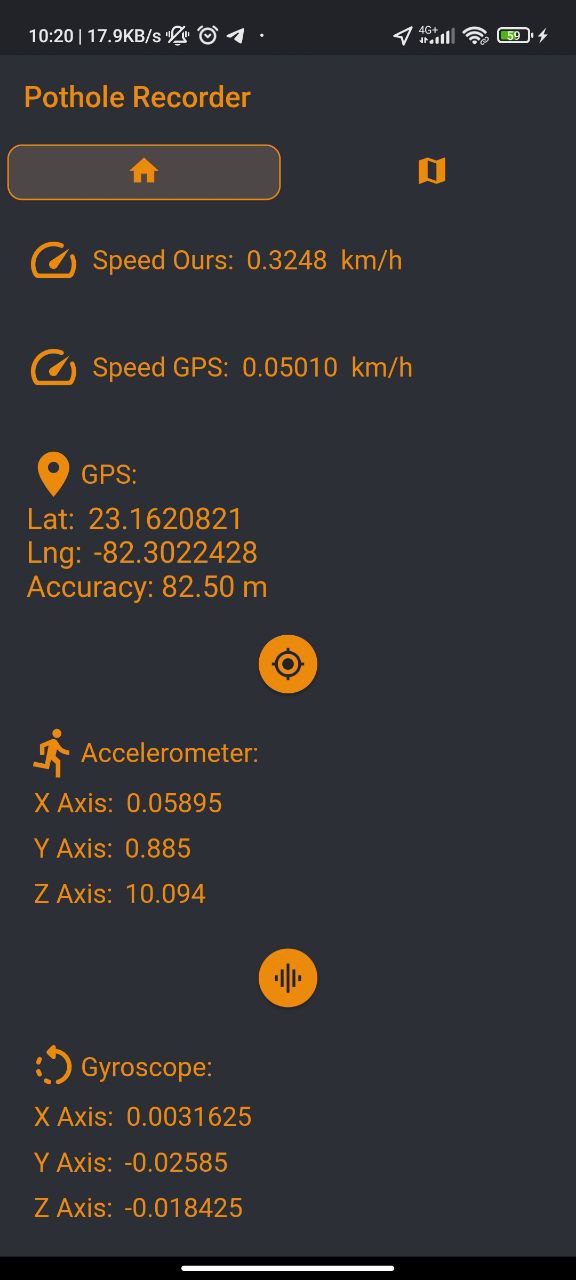 10:20 | 17.9KB/s
4G+
59
Pothole Recorder
Speed Ours: 0.3248 km/h
Speed GPS: 0.05010 km/h
GPS:
Lat: 23.1620821
Lng: -82.3022428
Accuracy: 82.50 m
Accelerometer:
X Axis: 0.05895
Y Axis: 0.885
Z Axis: 10.094
Gyroscope:
X Axis: 0.0031625
Y Axis: -0.02585
Z Axis: -0.018425